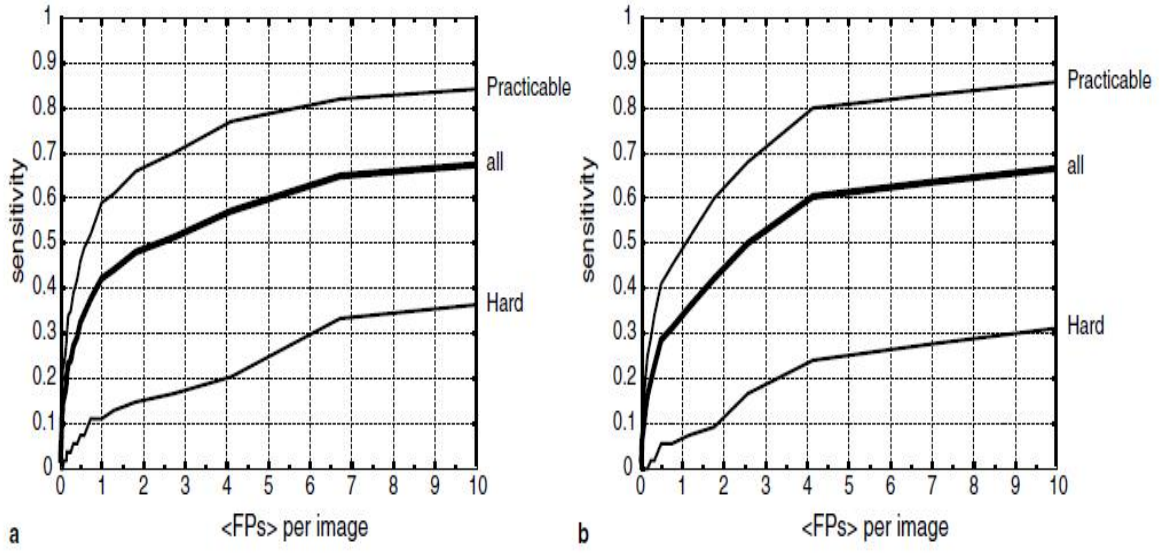 1
0.9
0.8
0.7
0.6
0.5
0.4
0.3
0.2
0.1
0
sensitivity
Practicable
all
Hard
0 1 2 3 4 5 6 7 8 9 10
<FPs> per image
a
1
0.9
0.8
0.7
0.6
0.5
0.4
0.3
0.2
0.1
0
sensitivity
Practicable
all
Hard
0 1 2 3 4 5 6 7 8 9 10
<FPs> per image
b